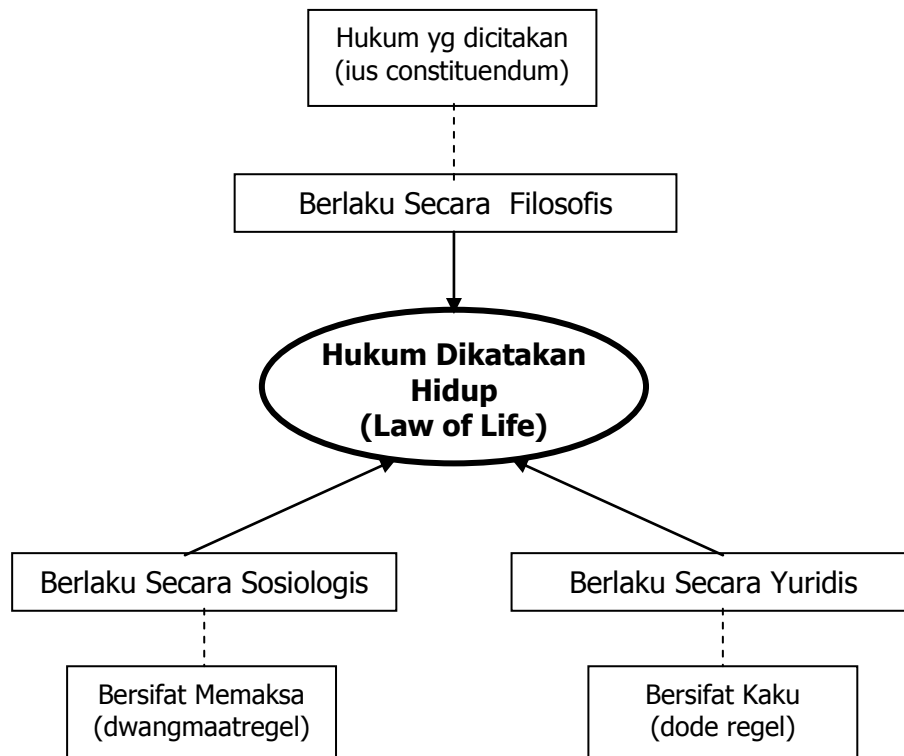 Hukum yg dicitakan
(ius constituendum)
Berlaku Secara Filosofis
Hukum Dikatakan
Hidup
(Law of Life)
Berlaku Secara Sosiologis
Berlaku Secara Yuridis
Bersifat Memaksa
(dwangmaatregel)
Bersifat Kaku
(dode regel)